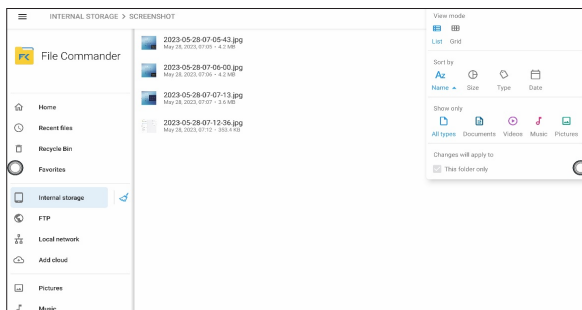 INTERNAL STORAGE > SCREENSHOT
File Commander
Home
Recent files
Recycle Bin
Favorites
Internal storage
FTP
Local network
Add cloud
Pictures
Music
2023-05-28-07-05-43.jpg
May 28, 2023, 07:05 • 4.2 MB
2023-05-28-07-06-00.jpg
May 28, 2023, 07:06 • 4.2 MB
2023-05-28-07-07-13.jpg
May 28, 2023, 07:07 • 3.6 MB
2023-05-28-07-12-36.jpg
May 28, 2023, 07:12 • 353.4 KB
View mode
List Grid
Sort by
Az
Name Size Type Date
Show only
All types Documents Videos Music Pictures
Changes will apply to
This folder only